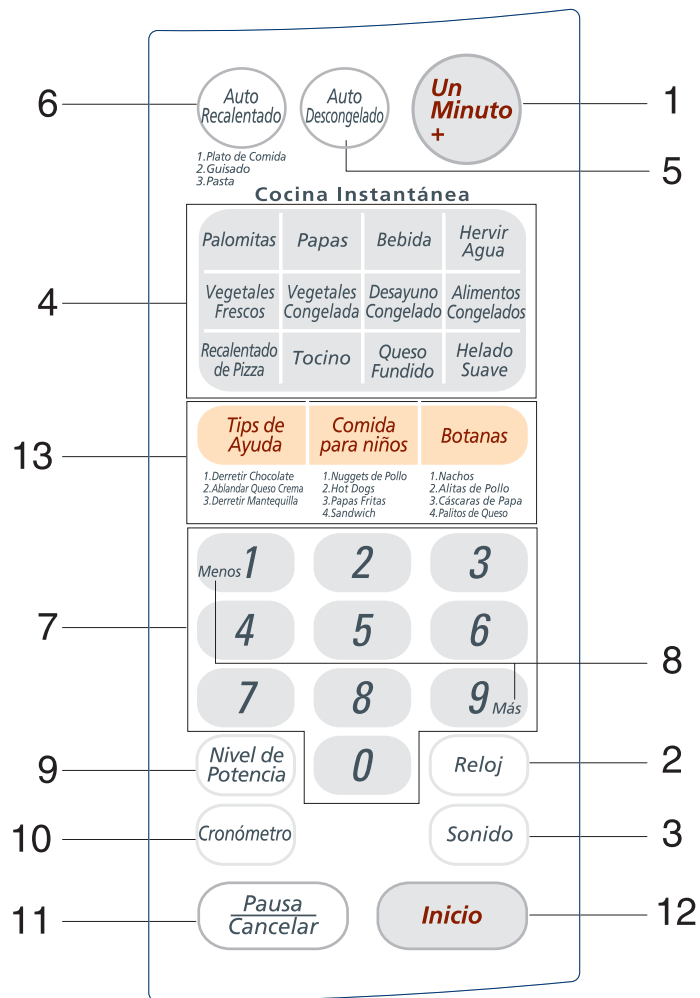 6
Auto
Recalentado
Auto
Descongelado
Un
Minuto
+
1
5
1.Plato de Comida
2.Guisado
3.Pasta
Cocina Instantánea
4
Palomitas
Papas
Bebida
Hervir
Agua
Vegetales
Frescos
Vegetales
Congelada
Desayuno
Congelado
Alimentos
Congelados
Recalentado
de Pizza
Tocino
Queso
Fundido
Helado
Suave
13
Tips de
Ayuda
Comida
para niños
Botanas
1.Derretir Chocolate
2.Ablandar Queso Crema
3.Derretir Mantequilla
1.Nuggets de Pollo
2.Hot Dogs
3.Papas Fritas
4.Sandwich
1.Nachos
2.Alitas de Pollo
3.Cáscaras de Papa
4.Palitos de Queso
7
Menos 1
2
3
4
5
6
8
7
8
9 Más
9
Nivel de
Potencia
0
Reloj
2
10
Cronómetro
Sonido
3
11
Pausa
Cancelar
Inicio
12